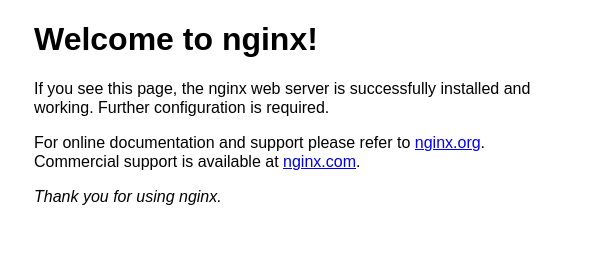 Welcome to nginx!
If you see this page, the nginx web server is successfully installed and
working. Further configuration is required.
For online documentation and support please refer to nginx.org.
Commercial support is available at nginx.com.
Thank you for using nginx.